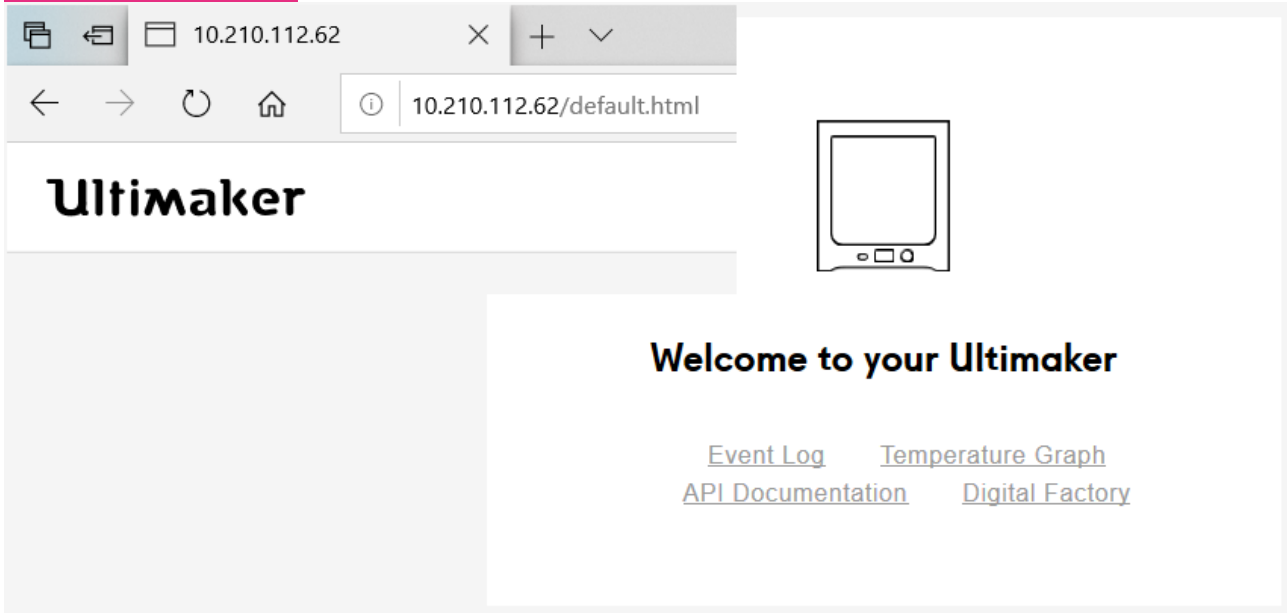 10.210.112.62
10.210.112.62/default.html
Ultimaker
Welcome to your Ultimaker
Event Log Temperature Graph
API Documentation Digital Factory